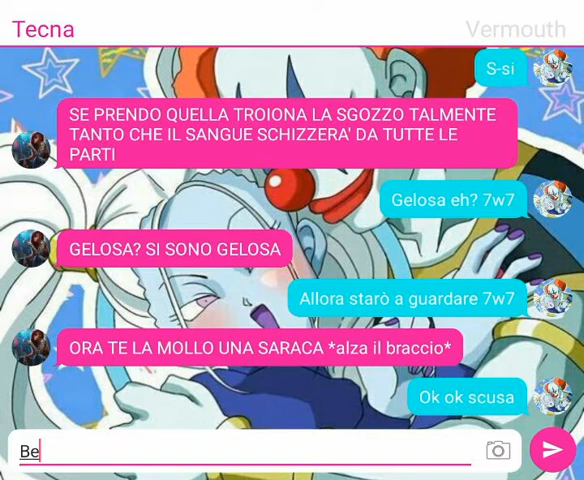 Tecna
Vermouth
S-si
SE PRENDO QUELLA TROIONA LA SGOZZO TALMENTE
TANTO CHE IL SANGUE SCHIZZERA' DA TUTTE LE
PARTI
Gelosa eh? 7w7
GELOSA? SI SONO GELOSA
Allora starò a guardare 7w7
ORA TE LA MOLLO UNA SARACA *alza il braccio*
Ok ok scusa
Be